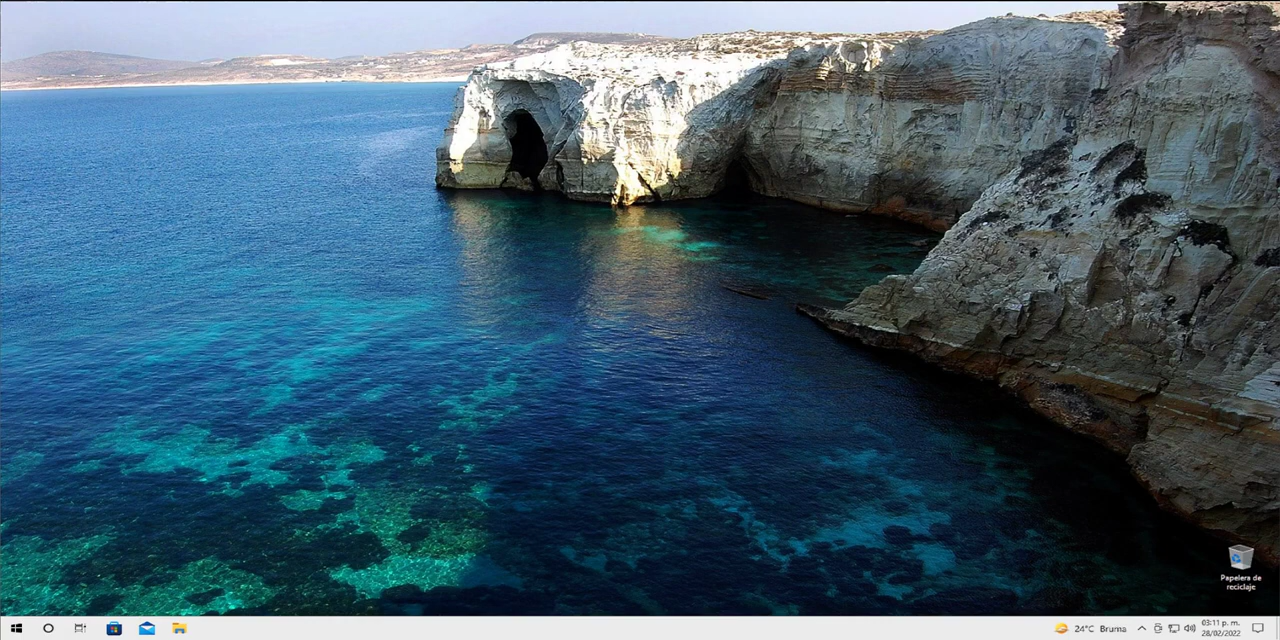 Papelera de
reciclaje
24°C Bruma
03:11 p. m.
28/02/2022